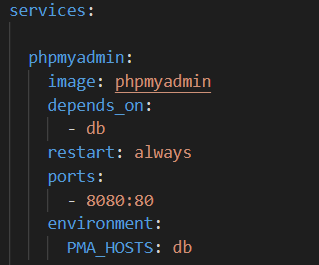 services:
phpmyadmin:
image: phpmyadmin
depends_on:
- db
restart: always
ports:
- 8080:80
environment:
PMA_HOSTS: db